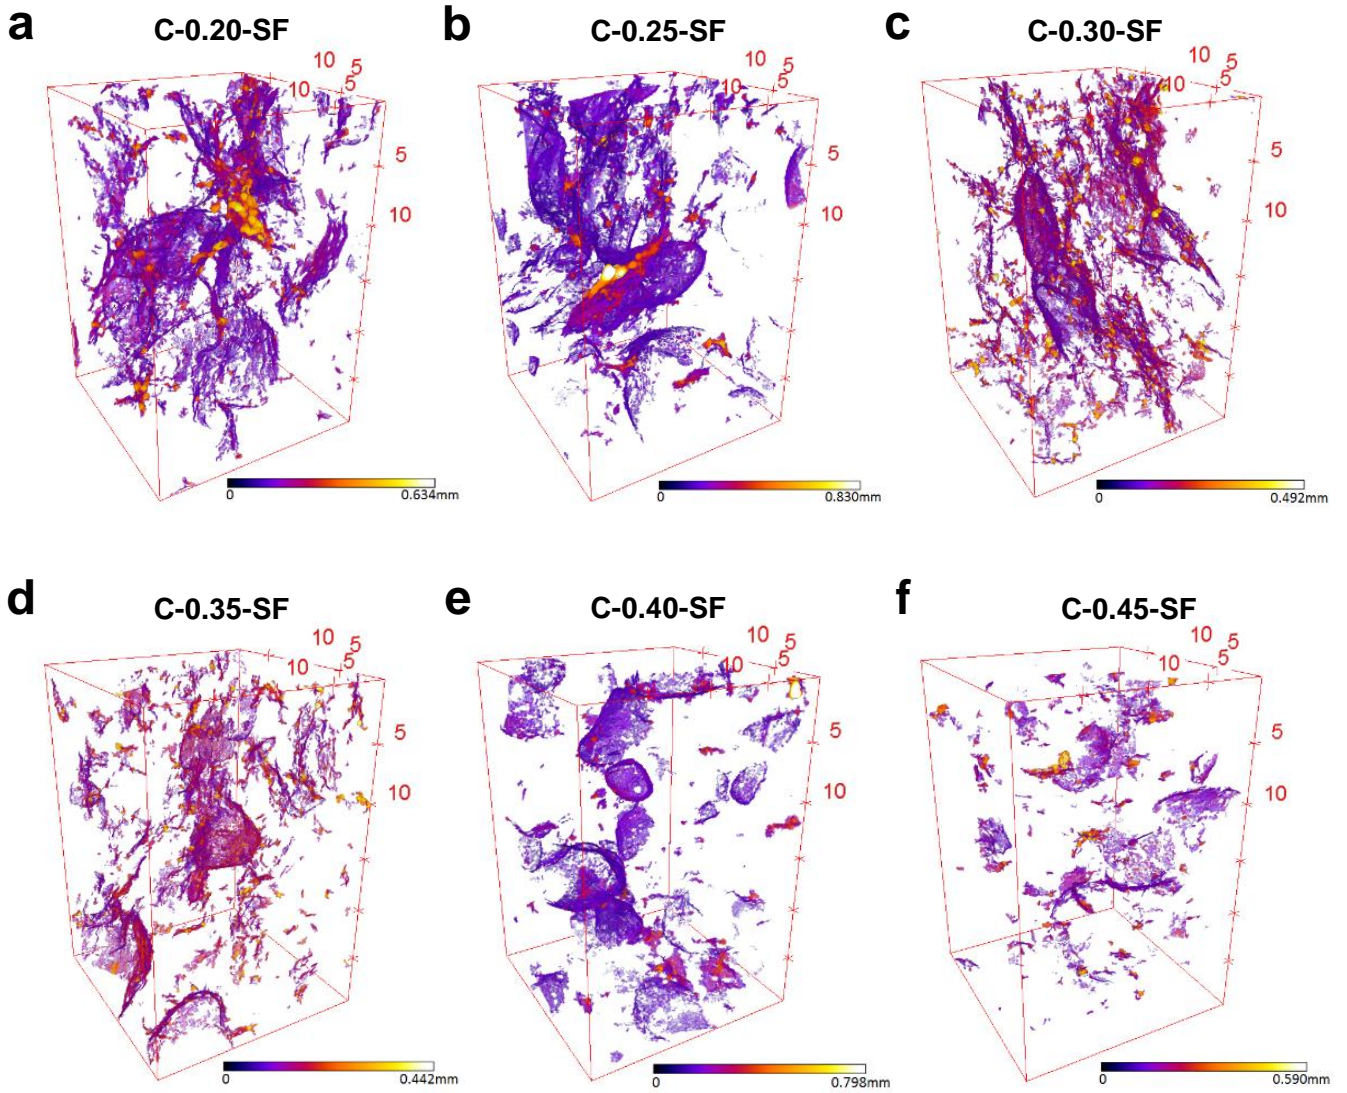 a C-0.20-SF
b C-0.25-SF
c C-0.30-SF
10 5
10 5
5
10
0 0.634mm
10 5
10 5
5
10
0 0.830mm
10 5
10 5
5
10
0 0.492mm
d C-0.35-SF
e C-0.40-SF
f C-0.45-SF
10 5
10 5
5
10
0 0.442mm
10 5
10 5
5
10
0 0.798mm
10 5
10 5
5
10
0 0.590mm